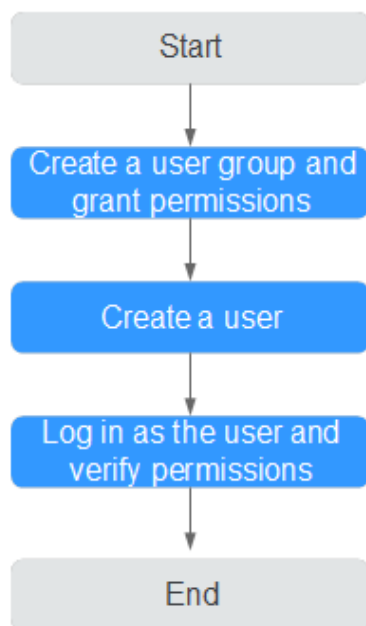 Start
Create a user group and
grant permissions
Create a user
Log in as the user and
verify permissions
End